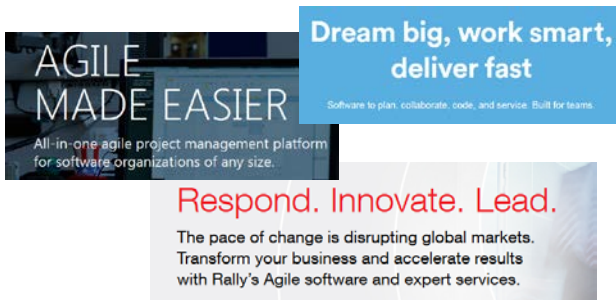 Dream big, work smart,
deliver fast
Software to plan, collaborate, code, and service. Built for teams.
AGILE
MADE EASIER
All-in-one agile project management platform
for software organizations of any size.
Respond. Innovate. Lead.
The pace of change is disrupting global markets.
Transform your business and accelerate results
with Rally's Agile software and expert services.